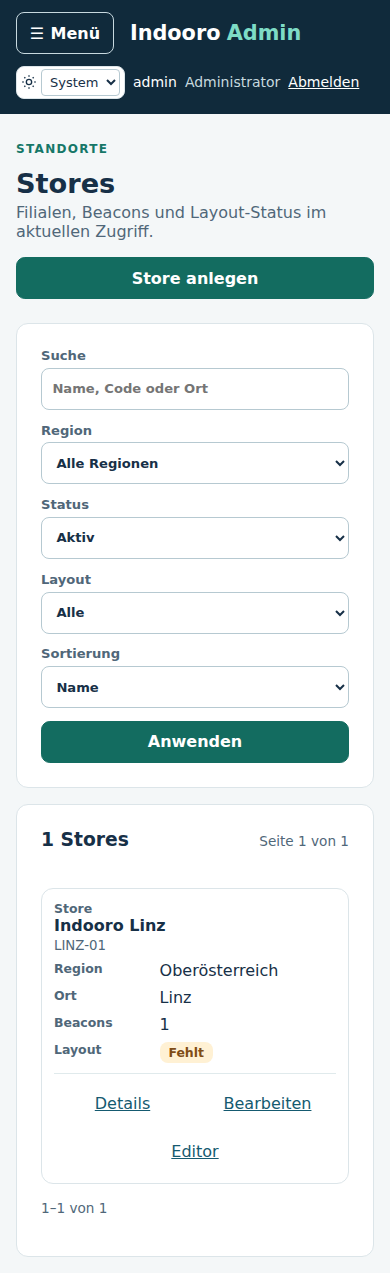 ☰ Menü
Indooro Admin
System
admin Administrator Abmelden
STANDORTE
Stores
Filialen, Beacons und Layout-Status im
aktuellen Zugriff.
Store anlegen
Suche
Name, Code oder Ort
Region
Alle Regionen
Status
Aktiv
Layout
Alle
Sortierung
Name
Anwenden
1 Stores
Seite 1 von 1
Store
Indooro Linz
LINZ-01
Region Oberösterreich
Ort Linz
Beacons 1
Layout Fehlt
Details Bearbeiten
Editor
1–1 von 1